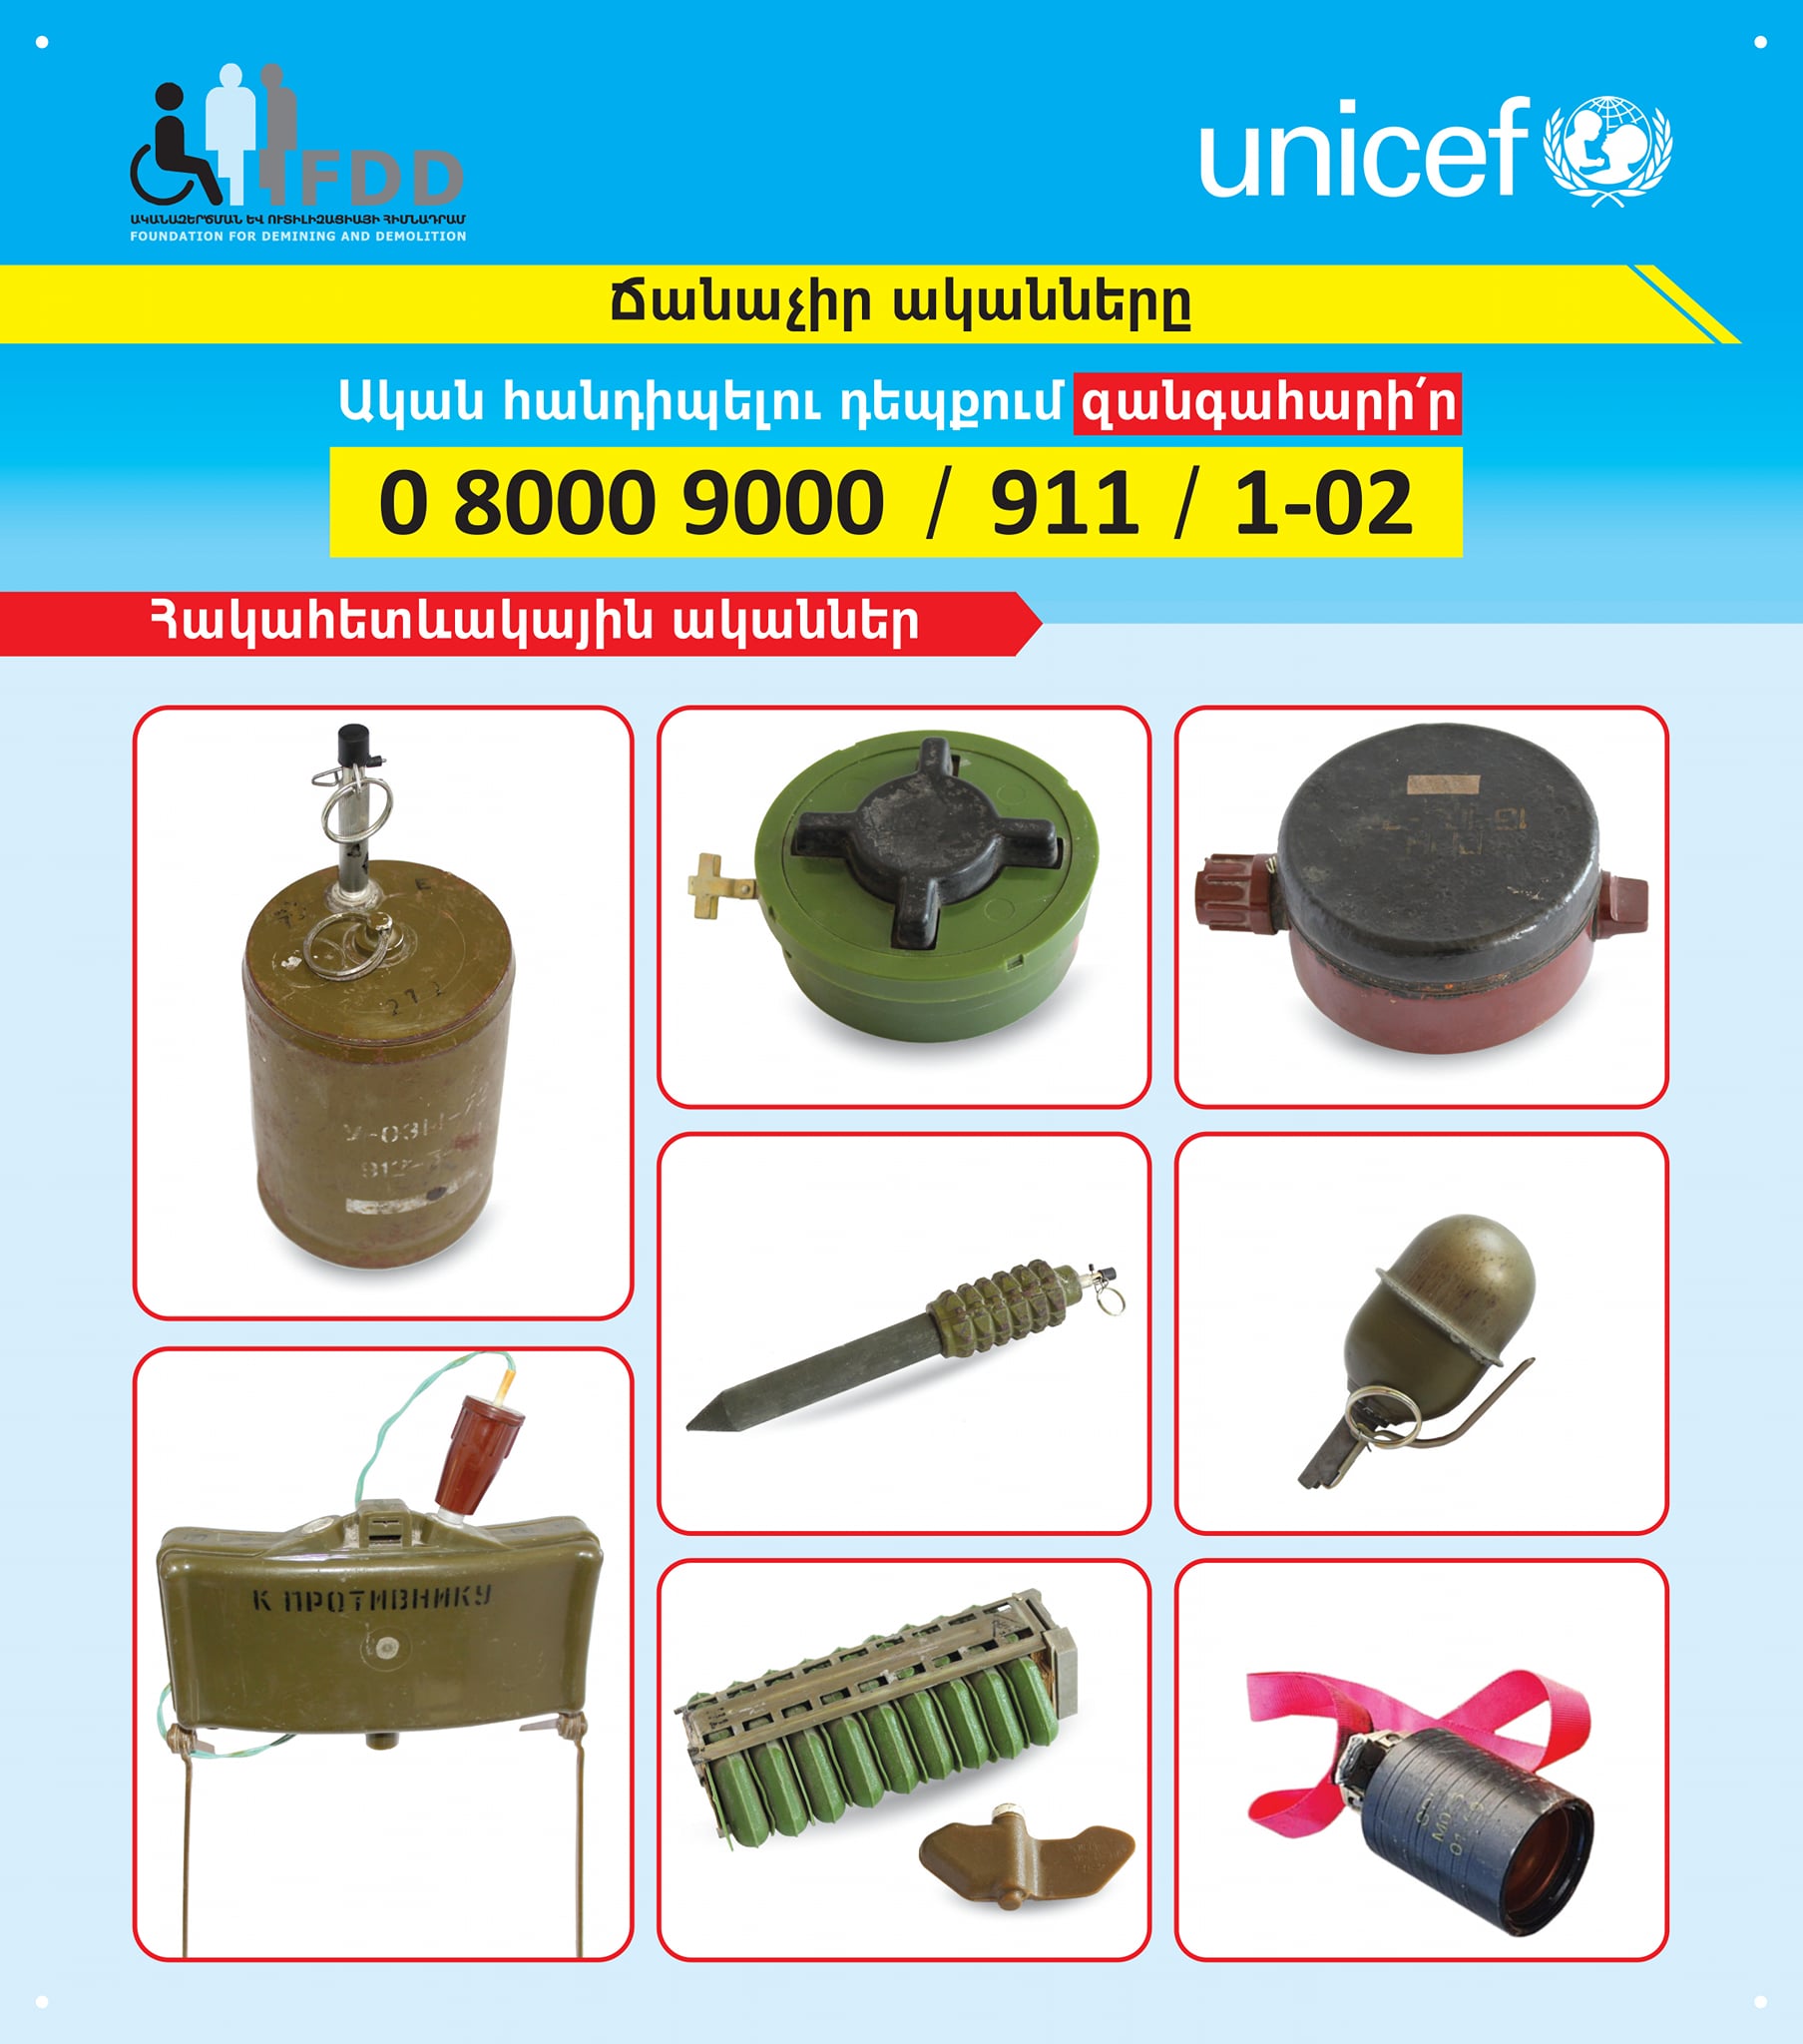 FDD
ԱԿԱՆԱԶԵՐԾՄԱՆ ԵՎ ՈՒՏԻԼԻԶԱՑԻԱՅԻ ՀԻՄՆԱԴՐԱՄ
FOUNDATION FOR DEMINING AND DEMOLITION
unicef
Ճանաչիր ականները
Ական հանդիպելու դեպքում զանգահարի՛ր
0 8000 9000 / 911 / 1-02
Հակահետևակային ականներ
272
К ПРОТИВНИКУ